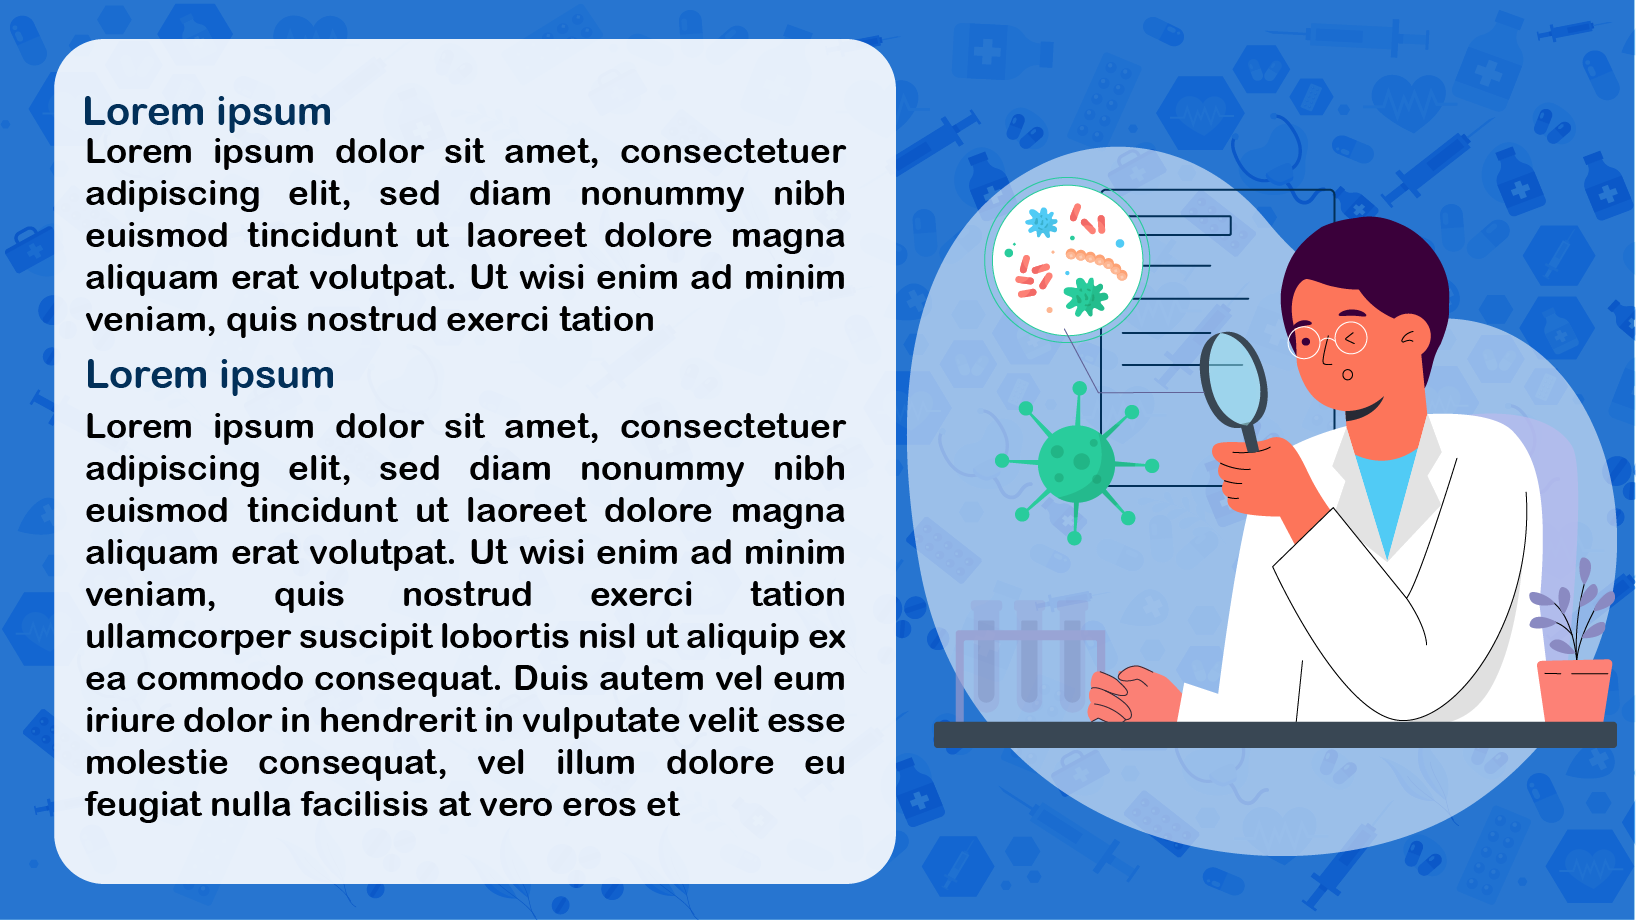 Lorem ipsum
Lorem ipsum dolor sit amet, consectetuer
adipiscing elit, sed diam nonummy nibh
euismod tincidunt ut laoreet dolore magna
aliquam erat volutpat. Ut wisi enim ad minim
veniam, quis nostrud exerci tation
Lorem ipsum
Lorem ipsum dolor sit amet, consectetuer
adipiscing elit, sed diam nonummy nibh
euismod tincidunt ut laoreet dolore magna
aliquam erat volutpat. Ut wisi enim ad minim
veniam, quis nostrud exerci tation
ullamcorper suscipit lobortis nisl ut aliquip ex
ea commodo consequat. Duis autem vel eum
iriure dolor in hendrerit in vulputate velit esse
molestie consequat, vel illum dolore eu
feugiat nulla facilisis at vero eros et